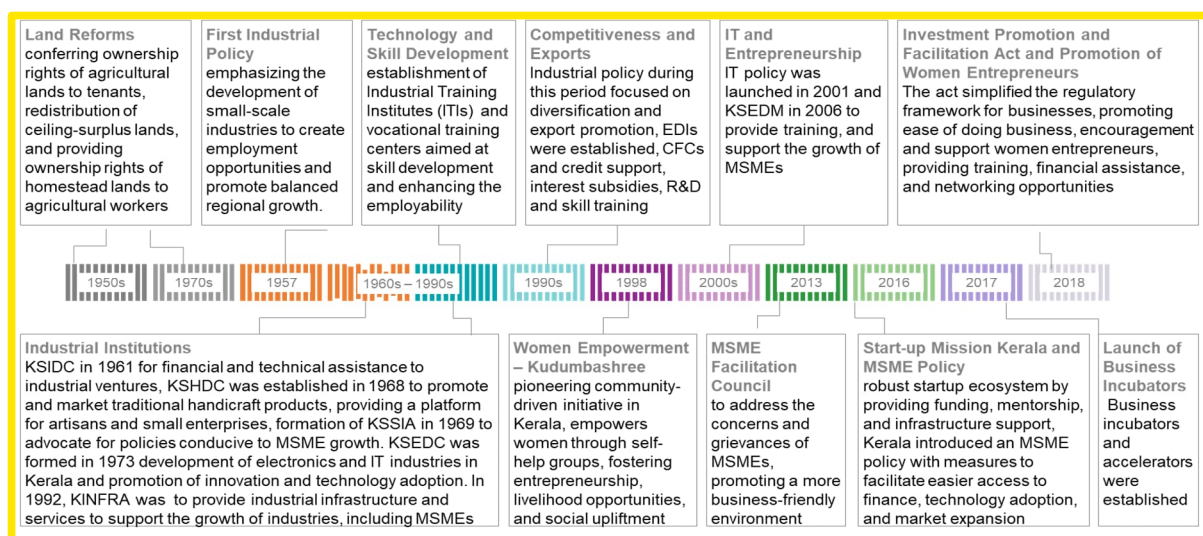 Land Reforms
conferring ownership
rights of agricultural
lands to tenants,
redistribution of
ceiling-surplus lands,
and providing
ownership rights of
homestead lands to
agricultural workers
First Industrial
Policy
emphasizing the
development of
small-scale
industries to create
employment
opportunities and
promote balanced
regional growth.
Technology and
Skill Development
establishment of
Industrial Training
Institutes (ITIs) and
vocational training
centers aimed at
skill development
and enhancing the
employability
Competitiveness and
Exports
Industrial policy during
this period focused on
diversification and
export promotion, EDIs
were established, CFCs
and credit support,
interest subsidies, R&D
and skill training
IT and
Entrepreneurship
IT policy was
launched in 2001 and
KSEDM in 2006 to
provide training, and
support the growth of
MSMEs
Investment Promotion and
Facilitation Act and Promotion of
Women Entrepreneurs
The act simplified the regulatory
framework for businesses, promoting
ease of doing business, encouragement
and support women entrepreneurs,
providing training, financial assistance,
and networking opportunities
1950s
1970s
1957
1960s – 1990s
1990s
1998
2000s
2013
2016
2017
2018
Industrial Institutions
KSIDC in 1961 for financial and technical assistance to
industrial ventures, KSHDC was established in 1968 to promote
and market traditional handicraft products, providing a platform
for artisans and small enterprises, formation of KSSIA in 1969 to
advocate for policies conducive to MSME growth. KSEDC was
formed in 1973 development of electronics and IT industries in
Kerala and promotion of innovation and technology adoption. In
1992, KINFRA was to provide industrial infrastructure and
services to support the growth of industries, including MSMEs
Women Empowerment
– Kudumbashree
pioneering community-
driven initiative in
Kerala, empowers
women through self-
help groups, fostering
entrepreneurship,
livelihood opportunities,
and social upliftment
MSME
Facilitation
Council
to address the
concerns and
grievances of
MSMEs,
promoting a more
business-friendly
environment
Start-up Mission Kerala and
MSME Policy
robust startup ecosystem by
providing funding, mentorship,
and infrastructure support,
Kerala introduced an MSME
policy with measures to
facilitate easier access to
finance, technology adoption,
and market expansion
Launch of
Business
Incubators
Business
incubators
and
accelerators
were
established